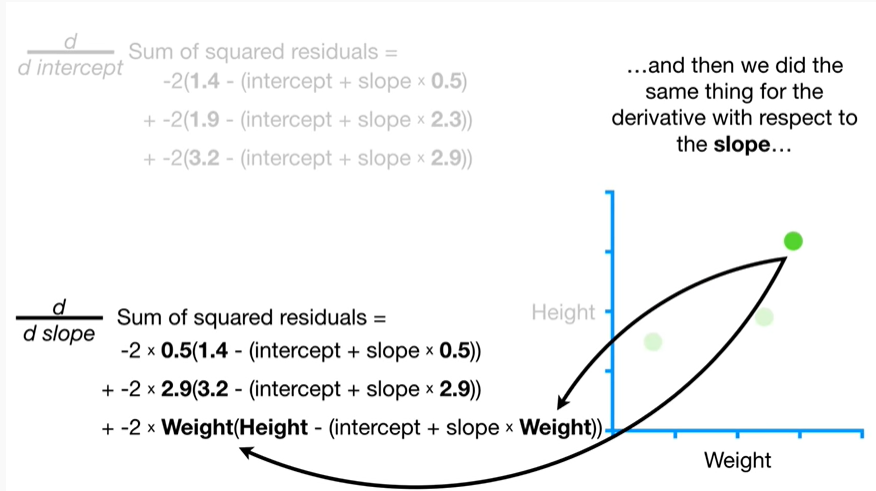 d
d intercept
Sum of squared residuals =
-2(1.4 - (intercept + slope × 0.5)
+ -2(1.9 - (intercept + slope × 2.3))
+ -2(3.2 - (intercept + slope × 2.9))
…and then we did the
same thing for the
derivative with respect to
the slope…
Height
d
d slope
Sum of squared residuals =
-2 × 0.5(1.4 - (intercept + slope × 0.5))
+ -2 × 2.9(3.2 - (intercept + slope × 2.9))
+ -2 × Weight(Height - (intercept + slope × Weight))
Weight